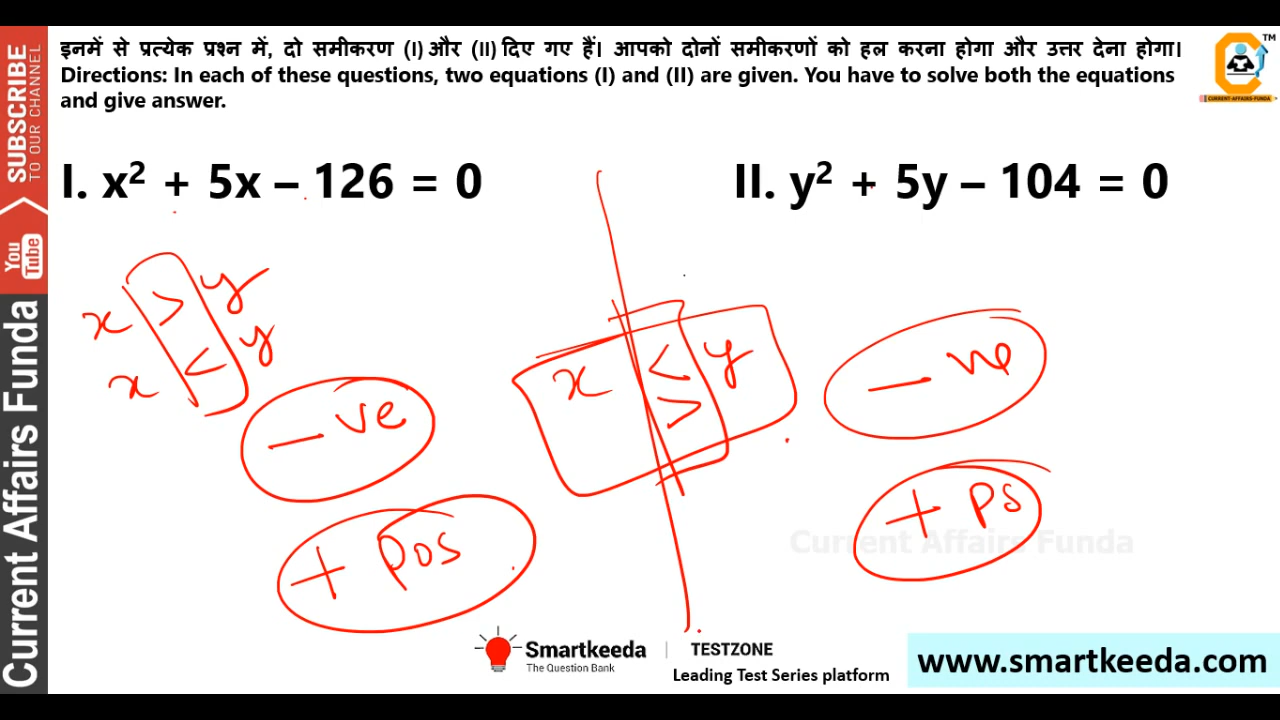 इनमें से प्रत्येक प्रश्न में, दो समीकरण (I) और (II) दिए गए हैं। आपको दोनों समीकरणों को हल करना होगा और उत्तर देना होगा।
Directions: In each of these questions, two equations (I) and (II) are given. You have to solve both the equations
and give answer.
TM
CURRENT-AFFAIRS-FUNDA
SUBSCRIBE
TO OUR CHANNEL
You
Tube
Current Affairs Funda
I. x² + 5x – 126 = 0
II. y² + 5y – 104 = 0
x > y
x < y
x < y
>
– ve
+ pos
– ve
+ ps
Current Affairs Funda
Smartkeeda
The Question Bank
TESTZONE
Leading Test Series platform
www.smartkeeda.com